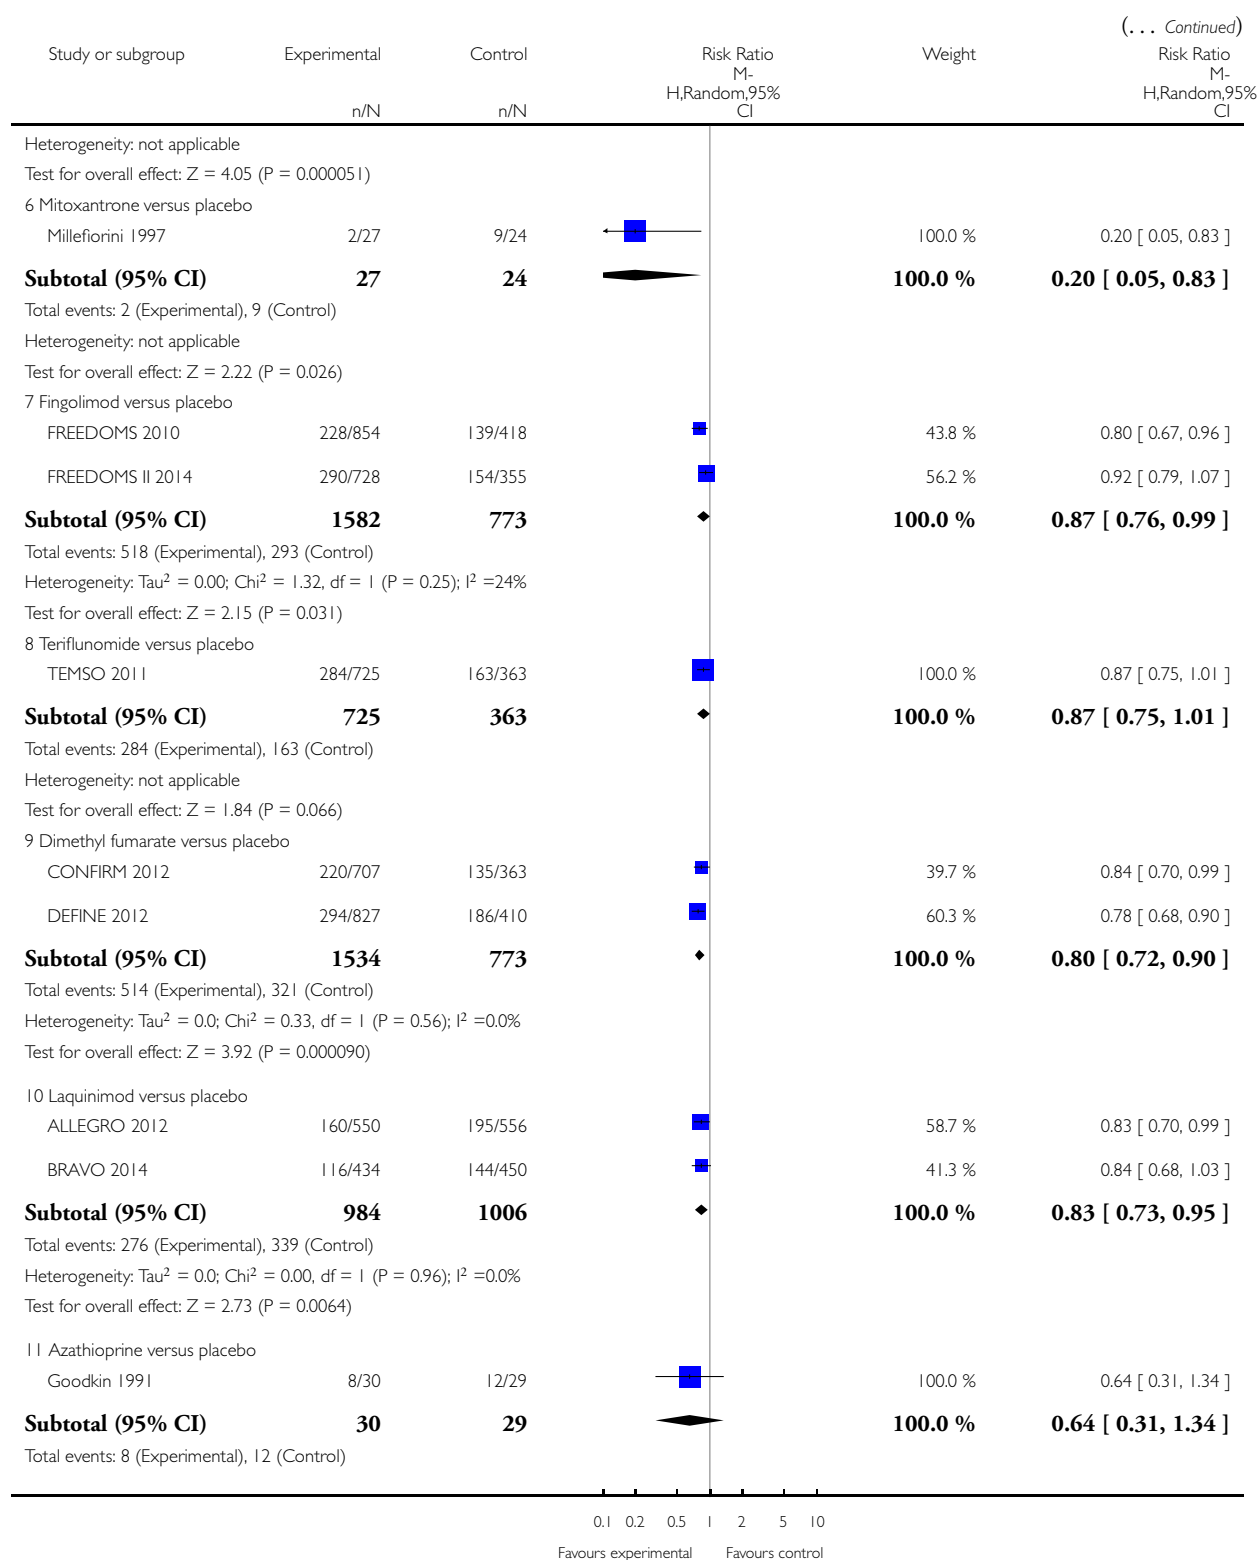 (... Continued)
Study or subgroup Experimental Control Risk Ratio Weight Risk Ratio
M- M-
H,Random,95% H,Random,95%
n/N n/N CI CI
Heterogeneity: not applicable
Test for overall effect: Z = 4.05 (P = 0.000051)
6 Mitoxantrone versus placebo
Millefiorini 1997 2/27 9/24 100.0 % 0.20 [ 0.05, 0.83 ]
Subtotal (95% CI) 27 24 100.0 % 0.20 [ 0.05, 0.83 ]
Total events: 2 (Experimental), 9 (Control)
Heterogeneity: not applicable
Test for overall effect: Z = 2.22 (P = 0.026)
7 Fingolimod versus placebo
FREEDOMS 2010 228/854 139/418 43.8 % 0.80 [ 0.67, 0.96 ]
FREEDOMS II 2014 290/728 154/355 56.2 % 0.92 [ 0.79, 1.07 ]
Subtotal (95% CI) 1582 773 100.0 % 0.87 [ 0.76, 0.99 ]
Total events: 518 (Experimental), 293 (Control)
Heterogeneity: Tau² = 0.00; Chi² = 1.32, df = 1 (P = 0.25); I² =24%
Test for overall effect: Z = 2.15 (P = 0.031)
8 Teriflunomide versus placebo
TEMSO 2011 284/725 163/363 100.0 % 0.87 [ 0.75, 1.01 ]
Subtotal (95% CI) 725 363 100.0 % 0.87 [ 0.75, 1.01 ]
Total events: 284 (Experimental), 163 (Control)
Heterogeneity: not applicable
Test for overall effect: Z = 1.84 (P = 0.066)
9 Dimethyl fumarate versus placebo
CONFIRM 2012 220/707 135/363 39.7 % 0.84 [ 0.70, 0.99 ]
DEFINE 2012 294/827 186/410 60.3 % 0.78 [ 0.68, 0.90 ]
Subtotal (95% CI) 1534 773 100.0 % 0.80 [ 0.72, 0.90 ]
Total events: 514 (Experimental), 321 (Control)
Heterogeneity: Tau² = 0.0; Chi² = 0.33, df = 1 (P = 0.56); I² =0.0%
Test for overall effect: Z = 3.92 (P = 0.000090)
10 Laquinimod versus placebo
ALLEGRO 2012 160/550 195/556 58.7 % 0.83 [ 0.70, 0.99 ]
BRAVO 2014 116/434 144/450 41.3 % 0.84 [ 0.68, 1.03 ]
Subtotal (95% CI) 984 1006 100.0 % 0.83 [ 0.73, 0.95 ]
Total events: 276 (Experimental), 339 (Control)
Heterogeneity: Tau² = 0.0; Chi² = 0.00, df = 1 (P = 0.96); I² =0.0%
Test for overall effect: Z = 2.73 (P = 0.0064)
11 Azathioprine versus placebo
Goodkin 1991 8/30 12/29 100.0 % 0.64 [ 0.31, 1.34 ]
Subtotal (95% CI) 30 29 100.0 % 0.64 [ 0.31, 1.34 ]
Total events: 8 (Experimental), 12 (Control)
0.1 0.2 0.5 1 2 5 10
Favours experimental Favours control